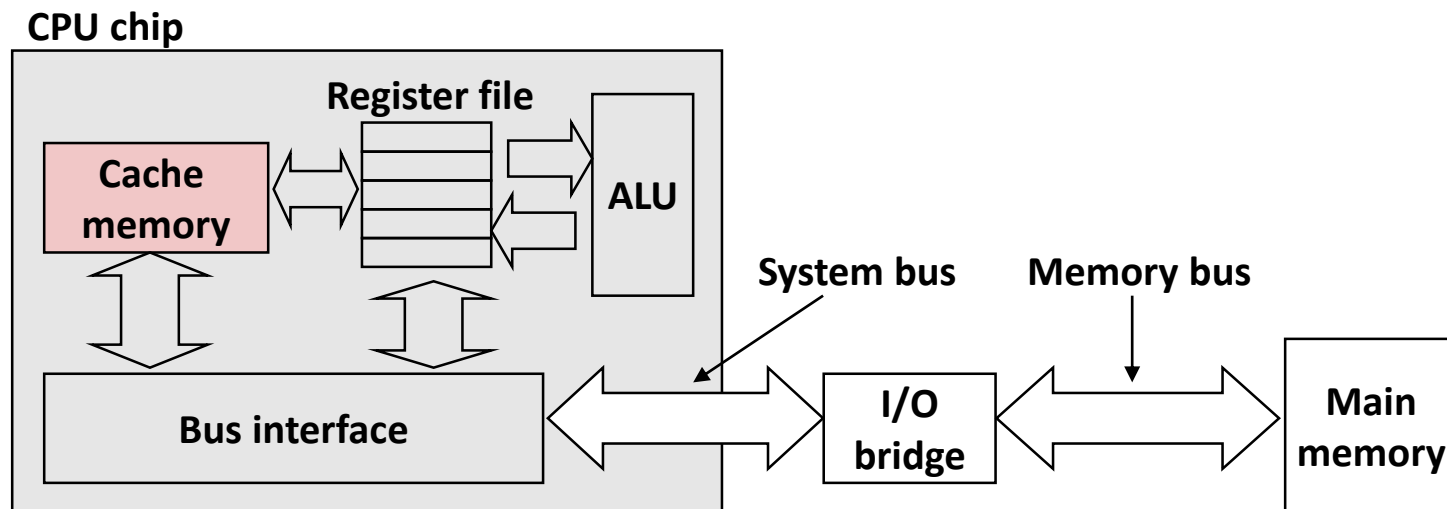 CPU chip
Register file
Cache
memory
ALU
System bus
Memory bus
Bus interface
I/O
bridge
Main
memory